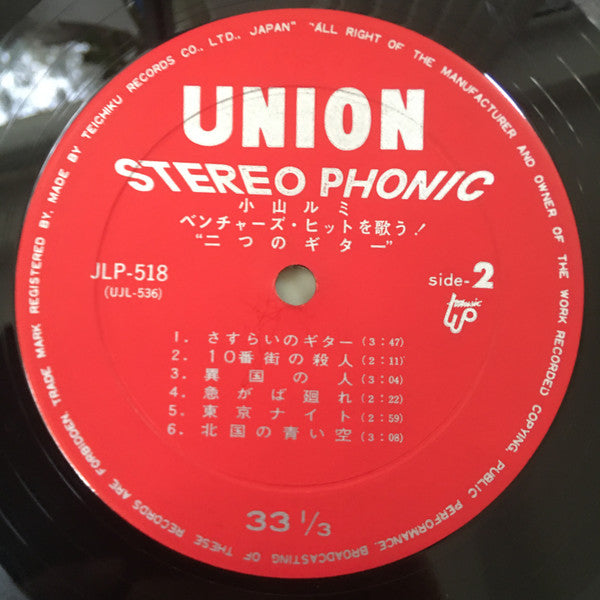 MADE BY TEICHIKU RECORDS CO., LTD., JAPAN" "ALL RIGHT OF THE MANUFACTURER AND OWNER OF THE WORK RECORDED. COPYING, PUBLIC PERFORMANCE, BROADCASTING OF THESE RECORDS ARE FORBIDDEN. TRADE MARK REGISTERED BY.
UNION
STEREO PHONIC
小山ルミ
ベンチャーズ・ヒットを歌う!
"二つのギター"
JLP-518
(UJL-536)
side-2
music
UP
1. さすらいのギター (3:47)
2. 10番街の殺人 (2:11)
3. 異国の人 (3:04)
4. 急がば廻れ (2:22)
5. 東京ナイト (2:59)
6. 北国の青い空 (3:08)
33 1/3